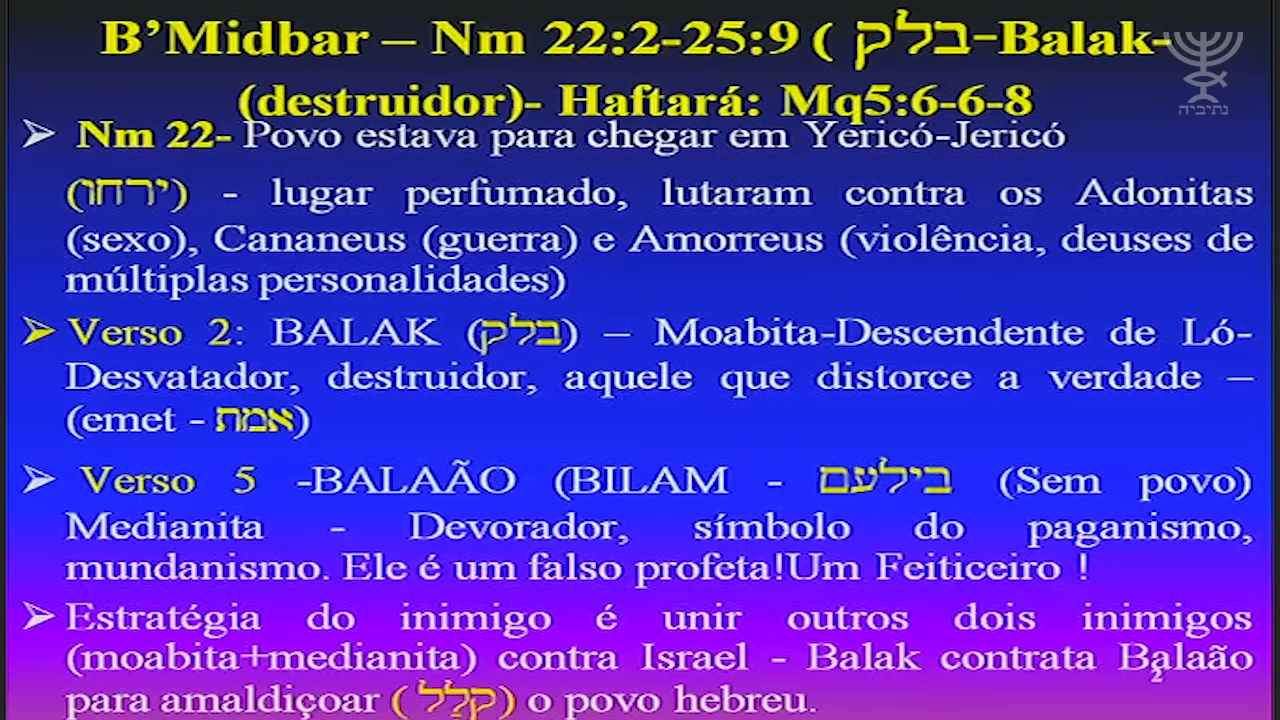 B’Midbar – Nm 22:2-25:9 ( בלק-Balak-
(destruidor)- Haftará: Mq5:6-6-8
נתיביה
➢ Nm 22- Povo estava para chegar em Yericó-Jericó
(ירחו) - lugar perfumado, lutaram contra os Adonitas
(sexo), Cananeus (guerra) e Amorreus (violência, deuses de
múltiplas personalidades)
➢ Verso 2: BALAK (בלק) – Moabita-Descendente de Ló-
Desvatador, destruidor, aquele que distorce a verdade –
(emet - אמת)
➢ Verso 5 -BALAÃO (BILAM - בילעם (Sem povo)
Medianita - Devorador, símbolo do paganismo,
mundanismo. Ele é um falso profeta!Um Feiticeiro !
➢ Estratégia do inimigo é unir outros dois inimigos
(moabita+medianita) contra Israel - Balak contrata Balaão
2
para amaldiçoar ( קלַל) o povo hebreu.